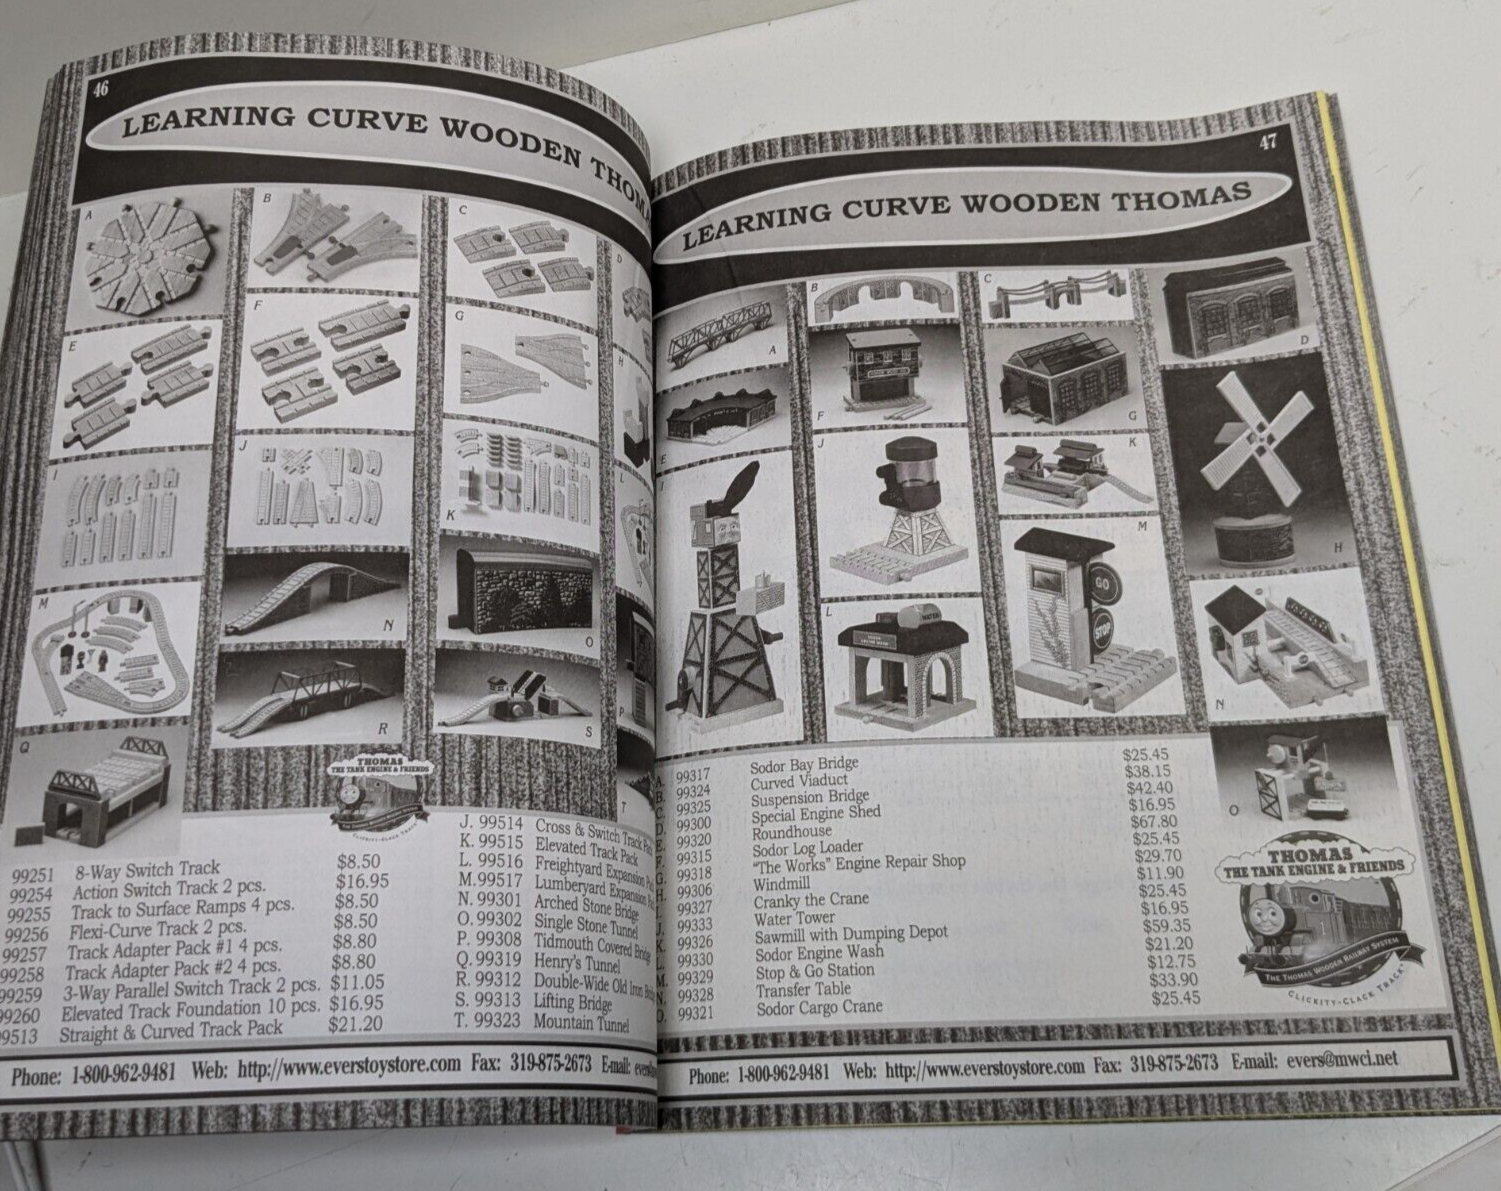 46
LEARNING CURVE WOODEN
A
B
C
D
E
F
G
H
I
J
K
L
M
N
O
P
Q
R
S
T
THOMAS
THE TANK ENGINE & FRIENDS
CLICKITY-CLACK TRACK
99251 8-Way Switch Track $8.50
99254 Action Switch Track 2 pcs. $16.95
99255 Track to Surface Ramps 4 pcs. $8.50
99256 Flexi-Curve Track 2 pcs. $8.50
99257 Track Adapter Pack #1 4 pcs. $8.80
99258 Track Adapter Pack #2 4 pcs. $8.80
99259 3-Way Parallel Switch Track 2 pcs. $11.05
99260 Elevated Track Foundation 10 pcs. $16.95
9513 Straight & Curved Track Pack $21.20
J. 99514 Cross & Switch Track
K. 99515 Elevated Track Pack
L. 99516 Freightyard Expansion
M. 99517 Lumberyard Expansion
N. 99301 Arched Stone Bridge
O. 99302 Single Stone Tunnel
P. 99308 Tidmouth Covered Bridge
Q. 99319 Henry's Tunnel
R. 99312 Double-Wide Old Iron
S. 99313 Lifting Bridge
T. 99323 Mountain Tunnel
Phone: 1-800-962-9481 Web: http://www.everstoystore.com Fax: 319-875-2673 E-mail:
47
LEARNING CURVE WOODEN THOMAS
A
B
C
D
E
F
G
H
I
J
K
L
M
N
O
GO
STOP
WATER
A. 99317 Sodor Bay Bridge $25.45
B. 99324 Curved Viaduct $38.15
C. 99325 Suspension Bridge $42.40
D. 99300 Special Engine Shed $16.95
E. 99320 Roundhouse $67.80
F. 99315 Sodor Log Loader $25.45
G. 99318 "The Works" Engine Repair Shop $29.70
H. 99306 Windmill $11.90
I. 99327 Cranky the Crane $25.45
J. 99333 Water Tower $16.95
K. 99326 Sawmill with Dumping Depot $59.35
L. 99330 Sodor Engine Wash $21.20
M. 99329 Stop & Go Station $12.75
N. 99328 Transfer Table $33.90
O. 99321 Sodor Cargo Crane $25.45
THOMAS
THE TANK ENGINE & FRIENDS
THE THOMAS WOODEN RAILWAY SYSTEM
CLICKITY-CLACK TRACK
Phone: 1-800-962-9481 Web: http://www.everstoystore.com Fax: 319-875-2673 E-mail: evers@mwci.net